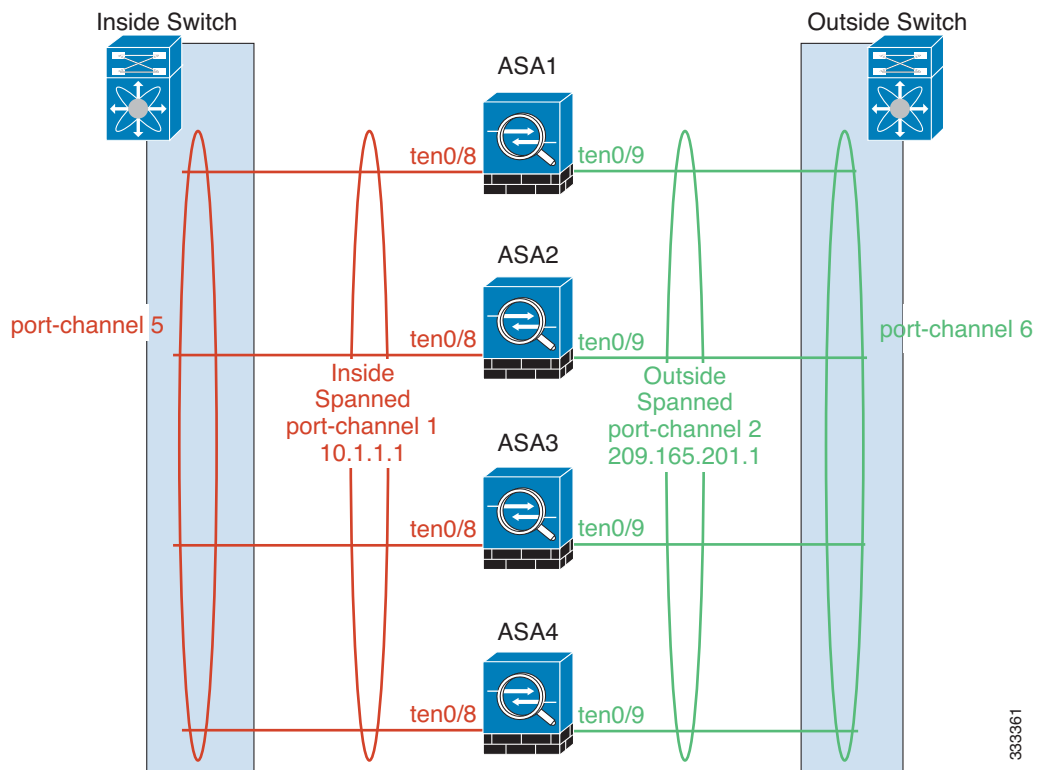 Inside Switch
Outside Switch
ASA1
ten0/8
ten0/9
ASA2
port-channel 5
ten0/8
ten0/9
port-channel 6
Inside
Spanned
port-channel 1
10.1.1.1
Outside
Spanned
port-channel 2
209.165.201.1
ASA3
ten0/8
ten0/9
ASA4
ten0/8
ten0/9
333361